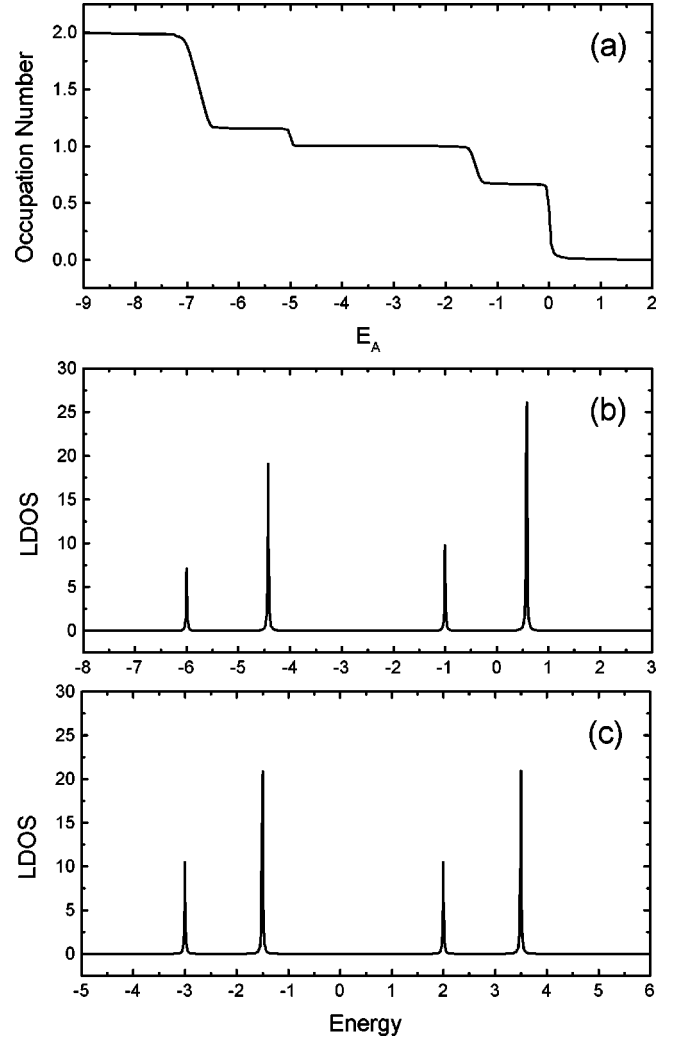 (a)
Occupation Number
2.0
1.5
1.0
0.5
0.0
-9 -8 -7 -6 -5 -4 -3 -2 -1 0 1 2
E_A
(b)
LDOS
30
25
20
15
10
5
0
-8 -7 -6 -5 -4 -3 -2 -1 0 1 2 3
(c)
LDOS
30
25
20
15
10
5
0
-5 -4 -3 -2 -1 0 1 2 3 4 5 6
Energy